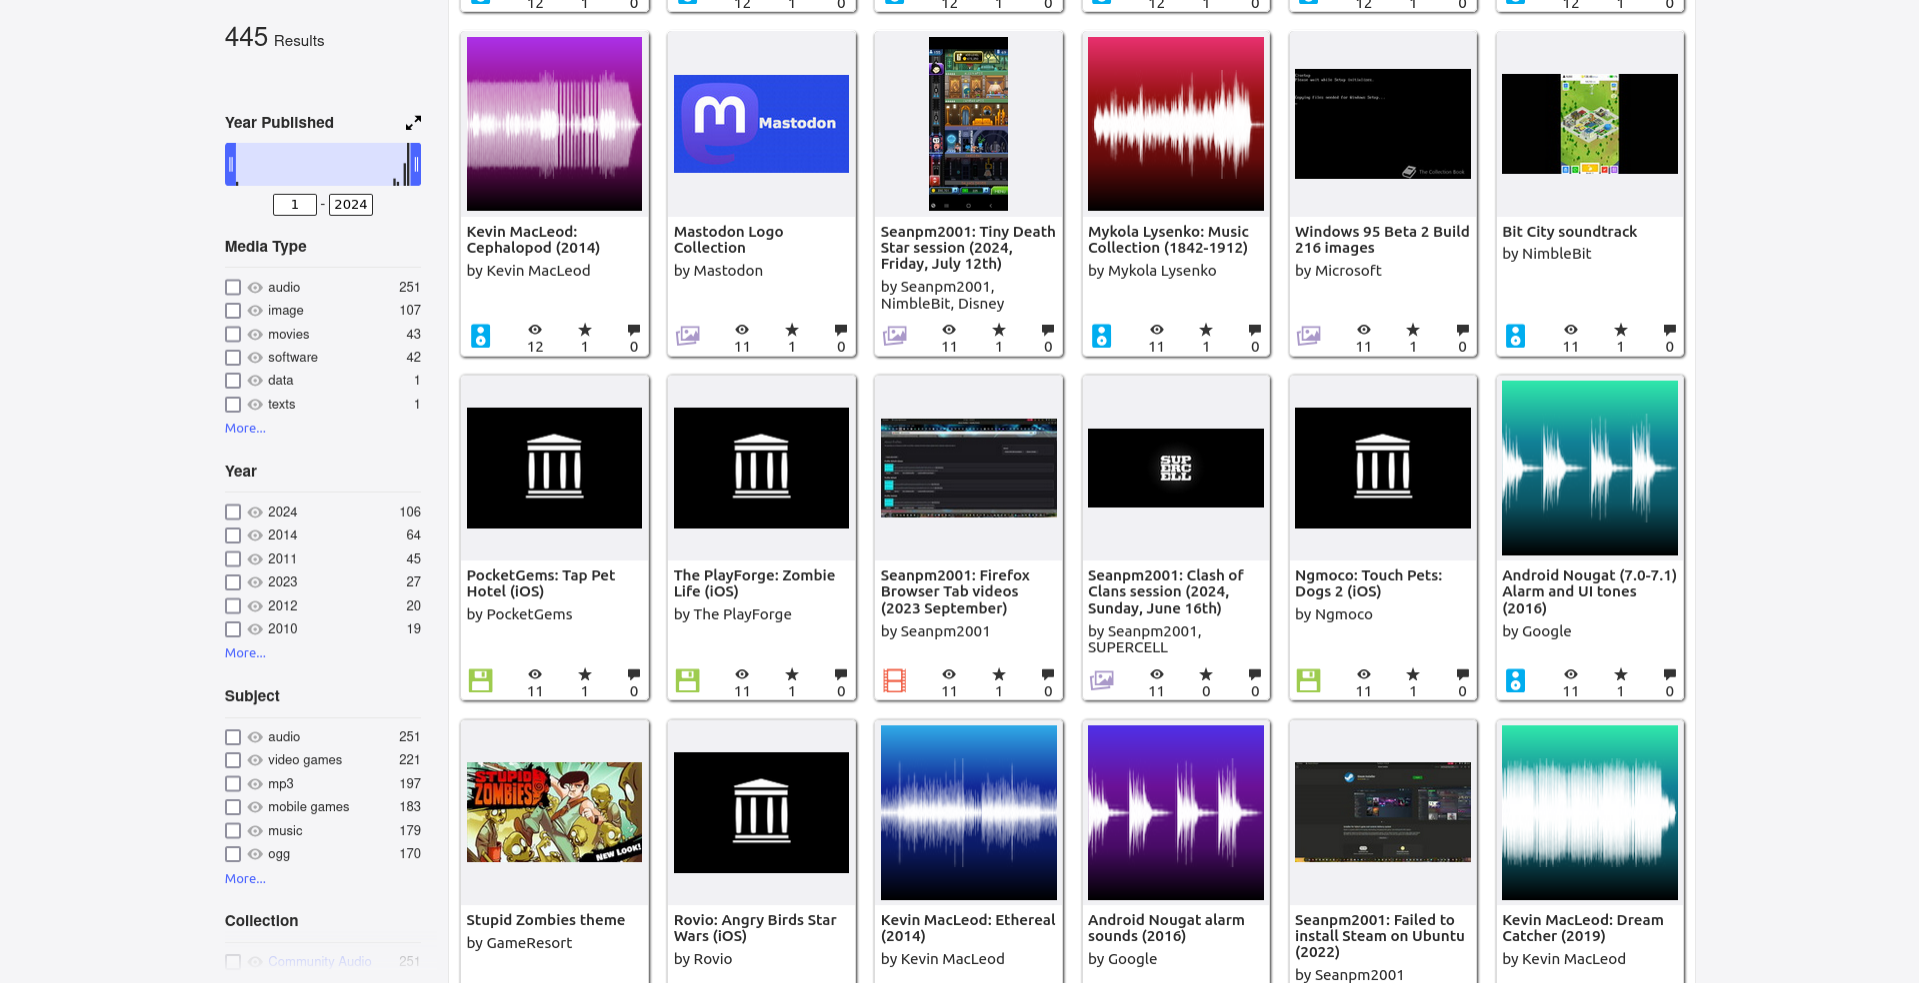 12 1 0 12 1 0 12 1 0 12 1 0 12 1 0 12 1 0
445 Results
Year Published
1 - 2024
Media Type
audio 251
image 107
movies 43
software 42
data 1
texts 1
More...
Year
2024 106
2014 64
2011 45
2023 27
2012 20
2010 19
More...
Subject
audio 251
video games 221
mp3 197
mobile games 183
music 179
ogg 170
More...
Collection
Community Audio 251
Kevin MacLeod:
Cephalopod (2014)
by Kevin MacLeod
12 1 0
Mastodon
Mastodon Logo
Collection
by Mastodon
11 1 0
Seanpm2001: Tiny Death
Star session (2024,
Friday, July 12th)
by Seanpm2001,
NimbleBit, Disney
11 1 0
Mykola Lysenko: Music
Collection (1842-1912)
by Mykola Lysenko
11 1 0
Please wait while Setup initializes.
Copying files needed for Windows Setup...
The Collection Book
Windows 95 Beta 2 Build
216 images
by Microsoft
11 1 0
Bit City soundtrack
by NimbleBit
11 1 0
PocketGems: Tap Pet
Hotel (iOS)
by PocketGems
11 1 0
The PlayForge: Zombie
Life (iOS)
by The PlayForge
11 1 0
Seanpm2001: Firefox
Browser Tab videos
(2023 September)
by Seanpm2001
11 1 0
SUP
ERC
ELL
Seanpm2001: Clash of
Clans session (2024,
Sunday, June 16th)
by Seanpm2001,
SUPERCELL
11 0 0
Ngmoco: Touch Pets:
Dogs 2 (iOS)
by Ngmoco
11 1 0
Android Nougat (7.0-7.1)
Alarm and UI tones
(2016)
by Google
11 1 0
STUPID
ZOMBIES
NEW LOOK!
Stupid Zombies theme
by GameResort
Rovio: Angry Birds Star
Wars (iOS)
by Rovio
Kevin MacLeod: Ethereal
(2014)
by Kevin MacLeod
Android Nougat alarm
sounds (2016)
by Google
Seanpm2001: Failed to
install Steam on Ubuntu
(2022)
by Seanpm2001
Kevin MacLeod: Dream
Catcher (2019)
by Kevin MacLeod